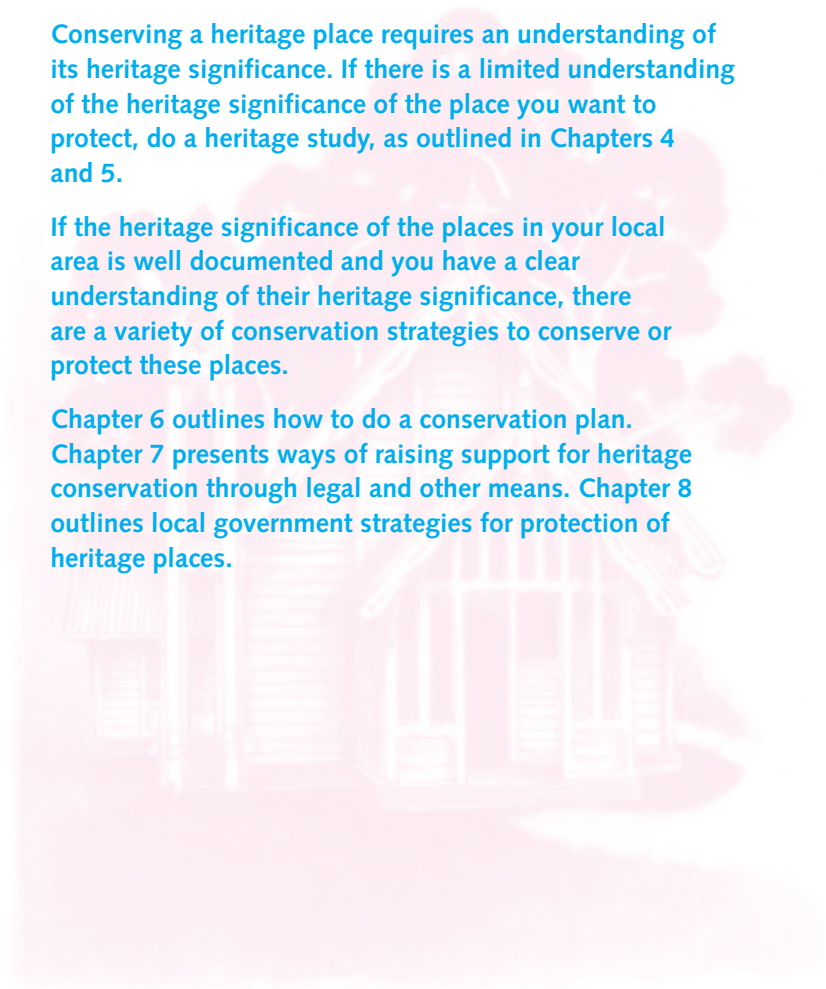 Conserving a heritage place requires an understanding of
its heritage significance. If there is a limited understanding
of the heritage significance of the place you want to
protect, do a heritage study, as outlined in Chapters 4
and 5.
If the heritage significance of the places in your local
area is well documented and you have a clear
understanding of their heritage significance, there
are a variety of conservation strategies to conserve or
protect these places.
Chapter 6 outlines how to do a conservation plan.
Chapter 7 presents ways of raising support for heritage
conservation through legal and other means. Chapter 8
outlines local government strategies for protection of
heritage places.